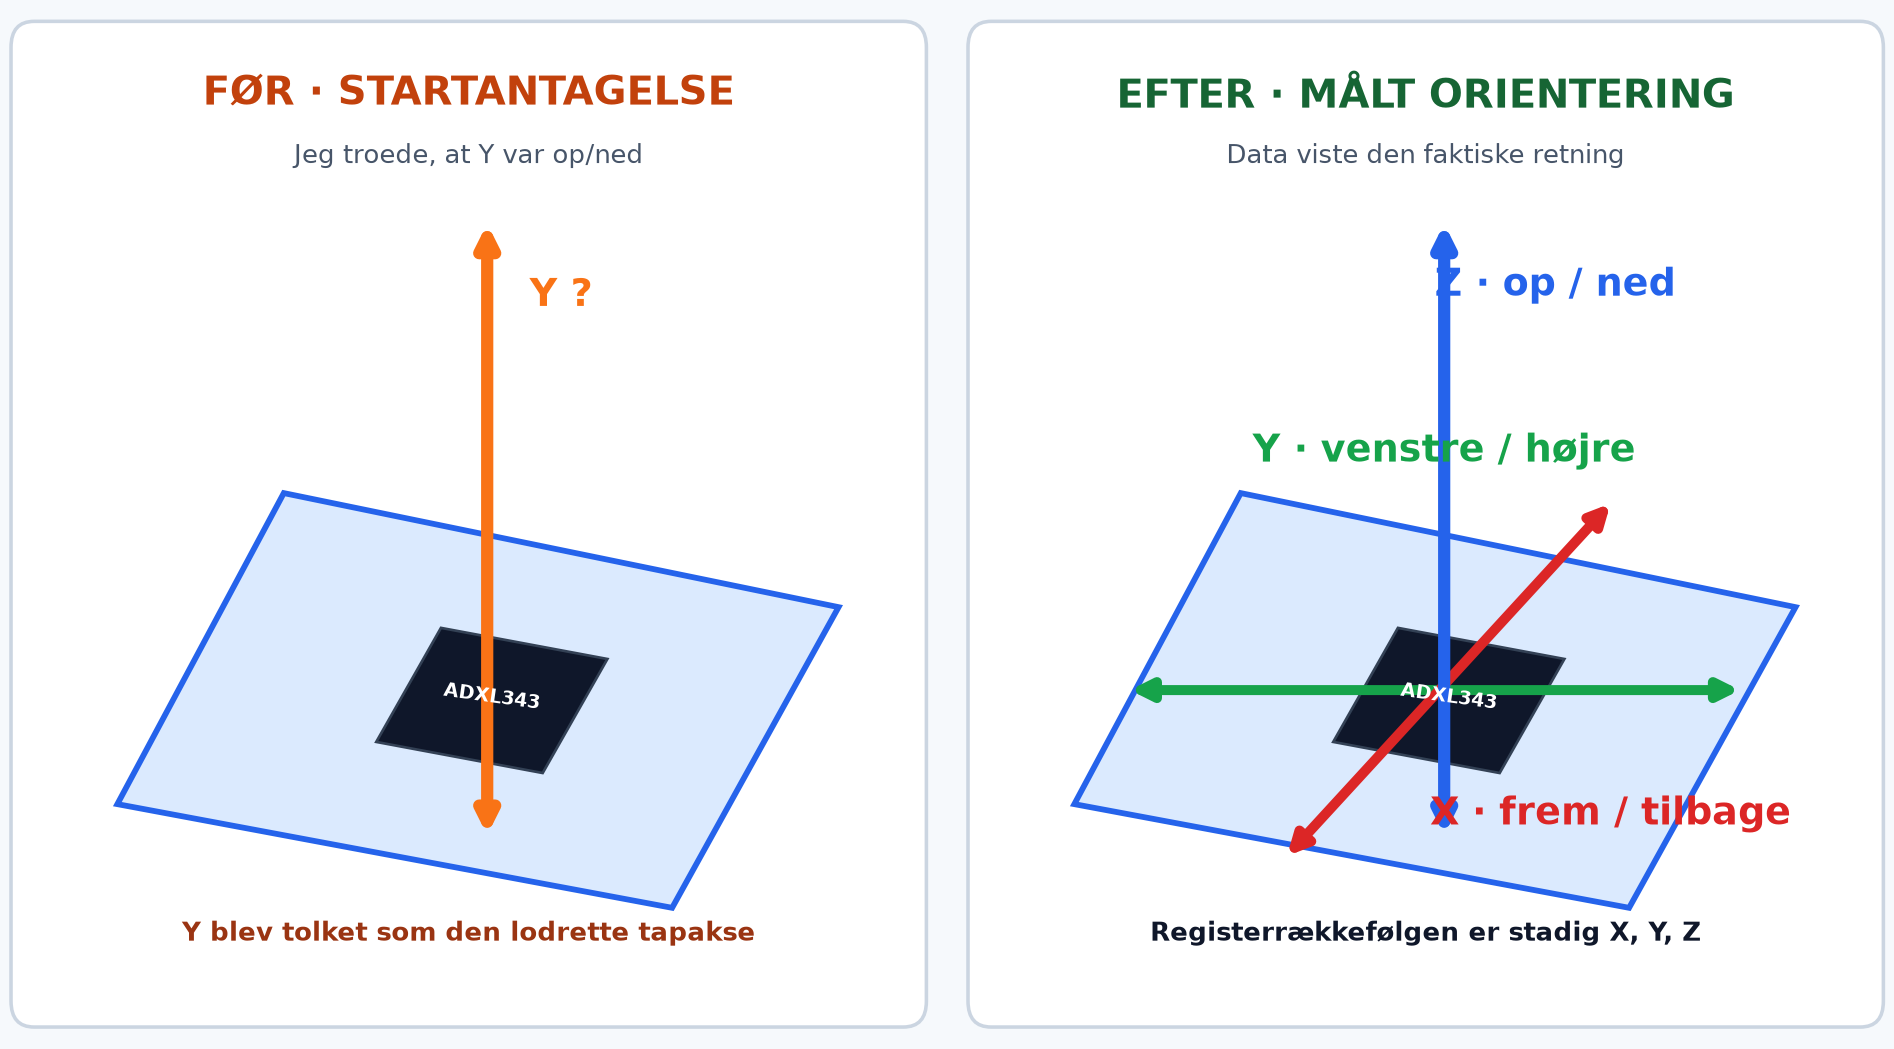 FØR · STARTANTAGELSE
Jeg troede, at Y var op/ned
Y ?
ADXL343
Y blev tolket som den lodrette tapakse
EFTER · MÅLT ORIENTERING
Data viste den faktiske retning
Z · op / ned
Y · venstre / højre
ADXL343
X · frem / tilbage
Registerrækkefølgen er stadig X, Y, Z